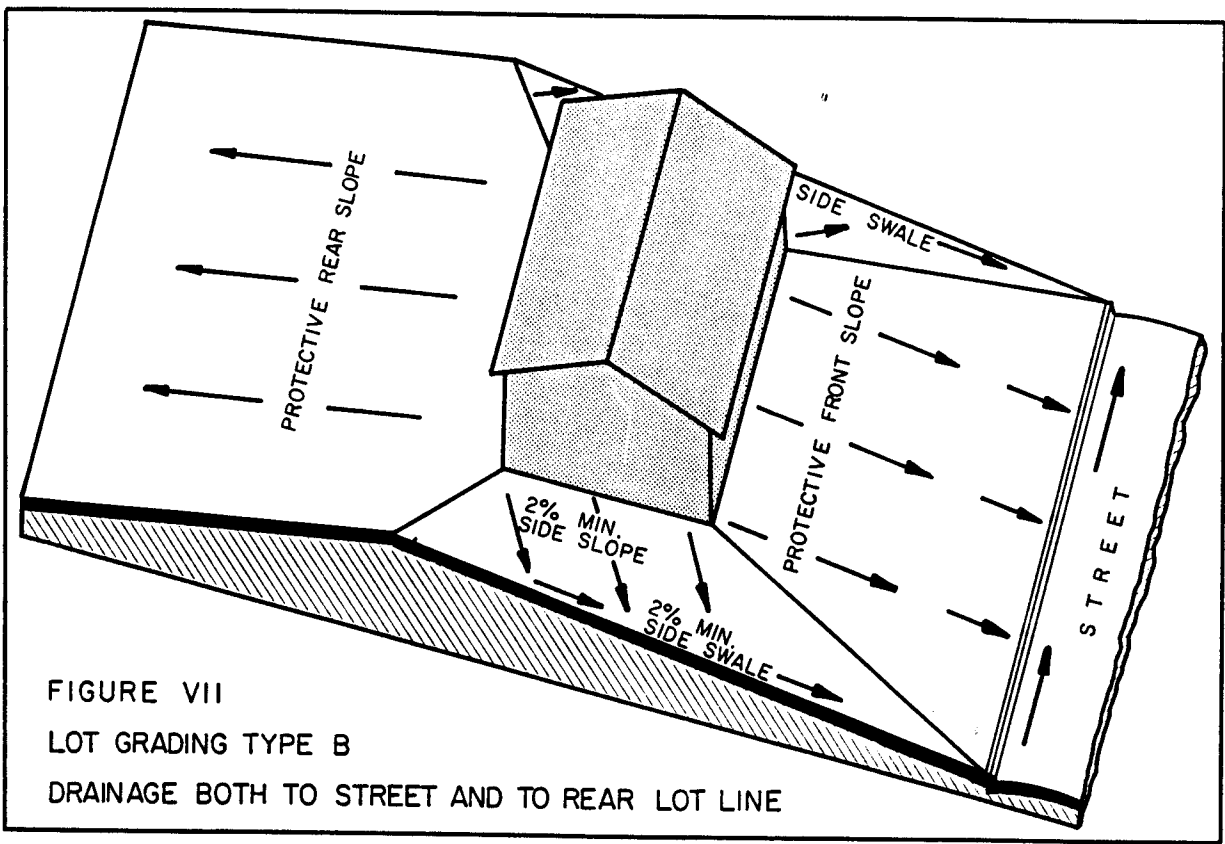 PROTECTIVE REAR SLOPE
SIDE SWALE
PROTECTIVE FRONT SLOPE
2% MIN.
SIDE SLOPE
2% MIN.
SIDE SWALE
STREET
FIGURE VII
LOT GRADING TYPE B
DRAINAGE BOTH TO STREET AND TO REAR LOT LINE